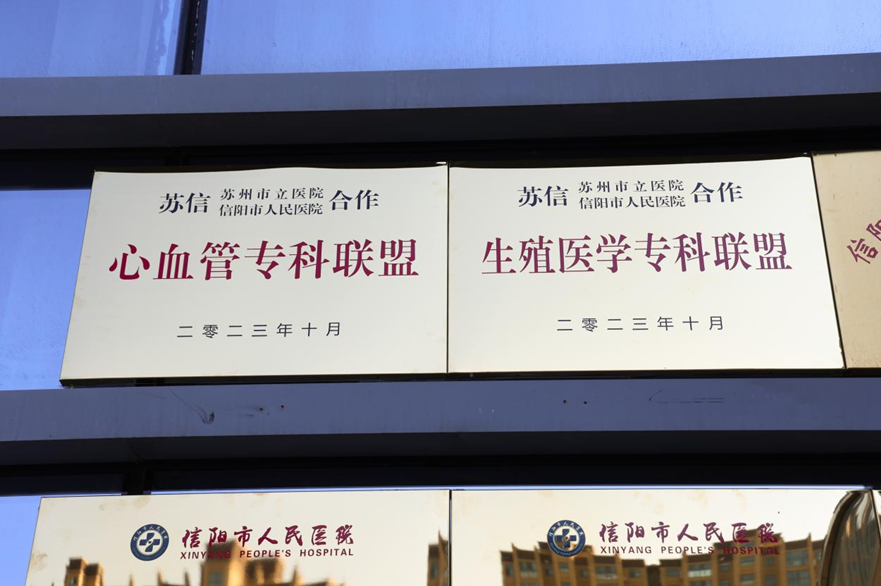 苏信 苏州市立医院 信阳市人民医院 合作
心血管专科联盟
二零二三年十月
苏信 苏州市立医院 信阳市人民医院 合作
生殖医学专科联盟
二零二三年十月
信阳
信阳市人民医院
XINYANG PEOPLE'S HOSPITAL
信阳市人民医院
XINYANG PEOPLE'S HOSPITAL